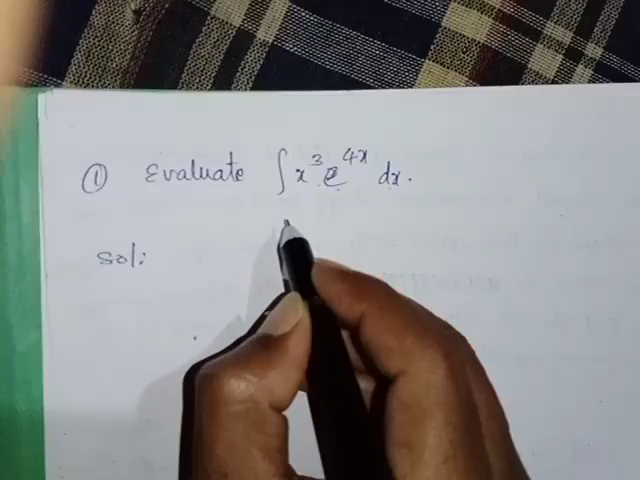 ① Evaluate ∫x³e⁴ˣ dx.
Sol: